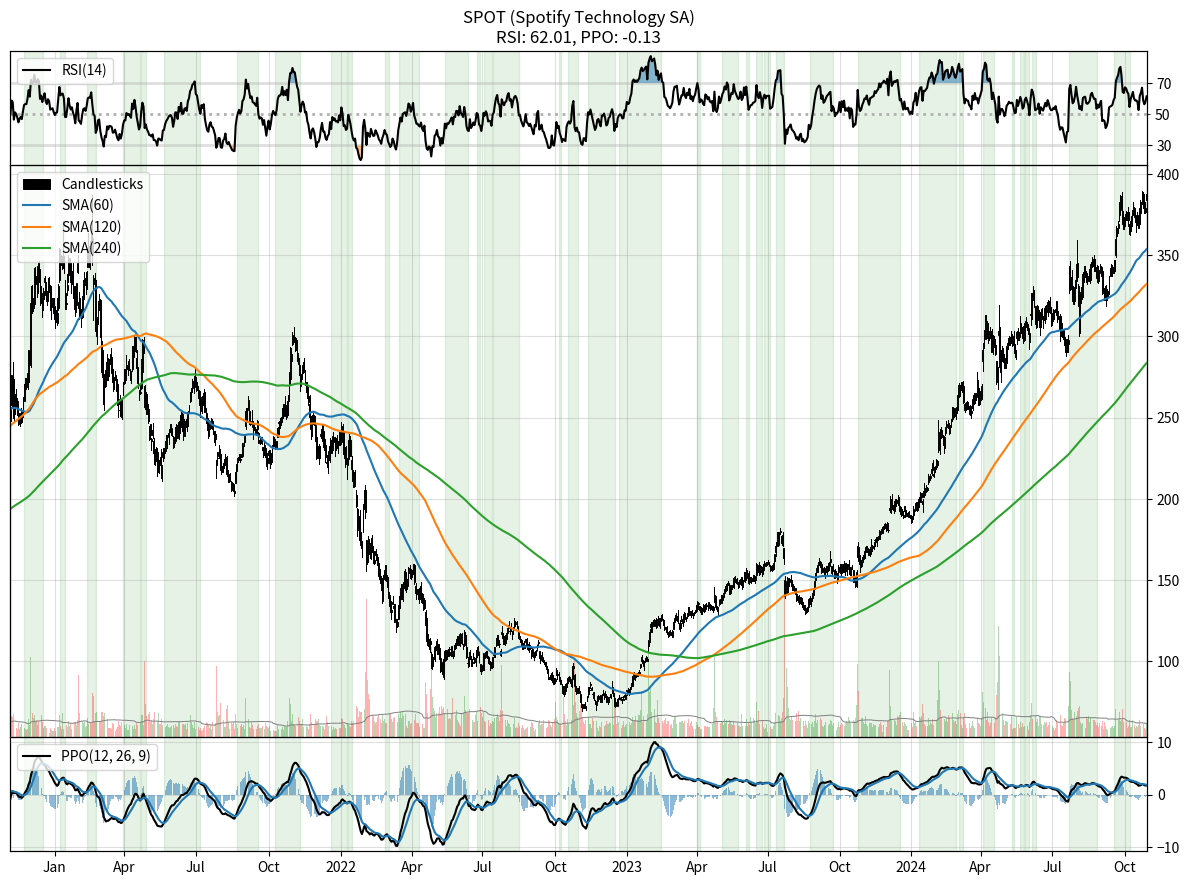 SPOT (Spotify Technology SA)
RSI: 62.01, PPO: -0.13
RSI(14)
70
50
30
Candlesticks
SMA(60)
SMA(120)
SMA(240)
400
350
300
250
200
150
100
PPO(12, 26, 9)
10
0
−10
Jan Apr Jul Oct 2022 Apr Jul Oct 2023 Apr Jul Oct 2024 Apr Jul Oct